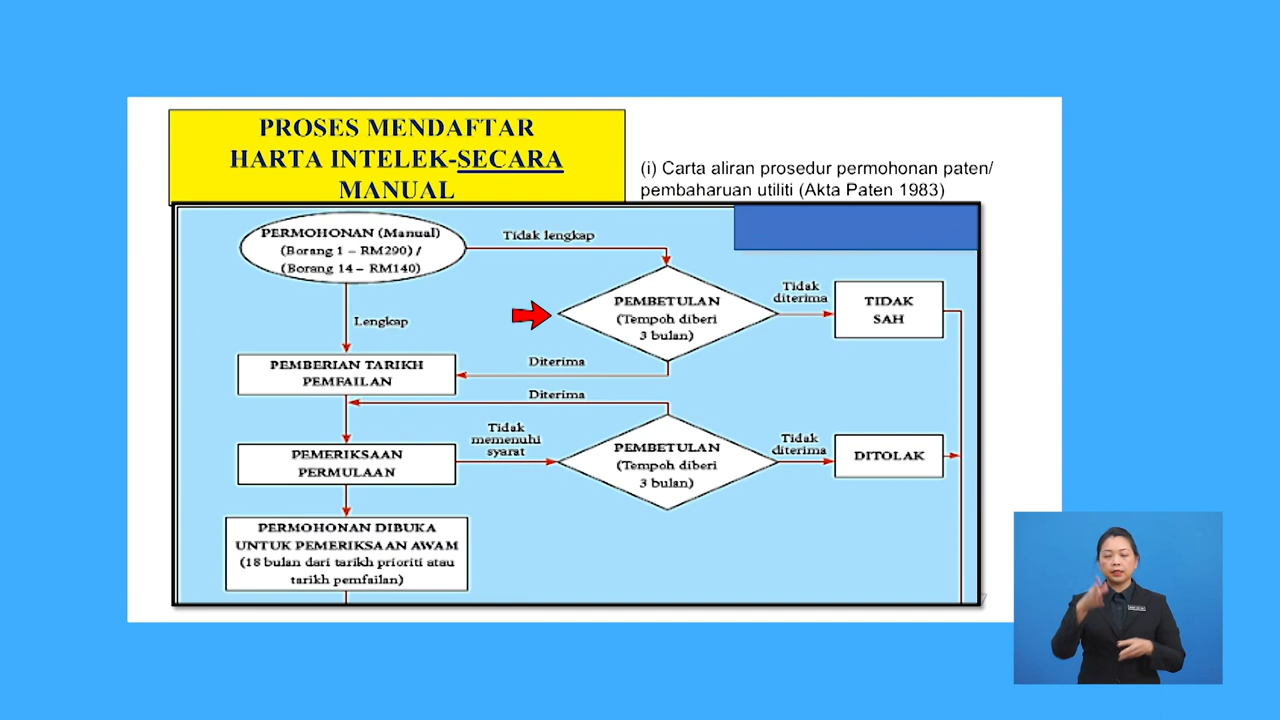 PROSES MENDAFTAR
HARTA INTELEK-SECARA
MANUAL
(i) Carta aliran prosedur permohonan paten/
pembaharuan utiliti (Akta Paten 1983)
PERMOHONAN (Manual)
(Borang 1 – RM290) /
(Borang 14 – RM140)
Tidak lengkap
Lengkap
PEMBETULAN
(Tempoh diberi
3 bulan)
Tidak
diterima
TIDAK
SAH
Diterima
PEMBERIAN TARIKH
PEMFAILAN
Diterima
PEMERIKSAAN
PERMULAAN
Tidak
memenuhi
syarat
PEMBETULAN
(Tempoh diberi
3 bulan)
Tidak
diterima
DITOLAK
PERMOHONAN DIBUKA
UNTUK PEMERIKSAAN AWAM
(18 bulan dari tarikh prioriti atau
tarikh pemfailan)